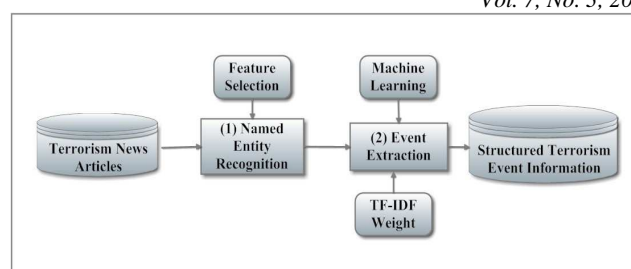 Vol. 7, No. 5, 20
Feature
Selection
Machine
Learning
Terrorism News
Articles
(1) Named
Entity
Recognition
(2) Event
Extraction
Structured Terrorism
Event Information
TF-IDF
Weight